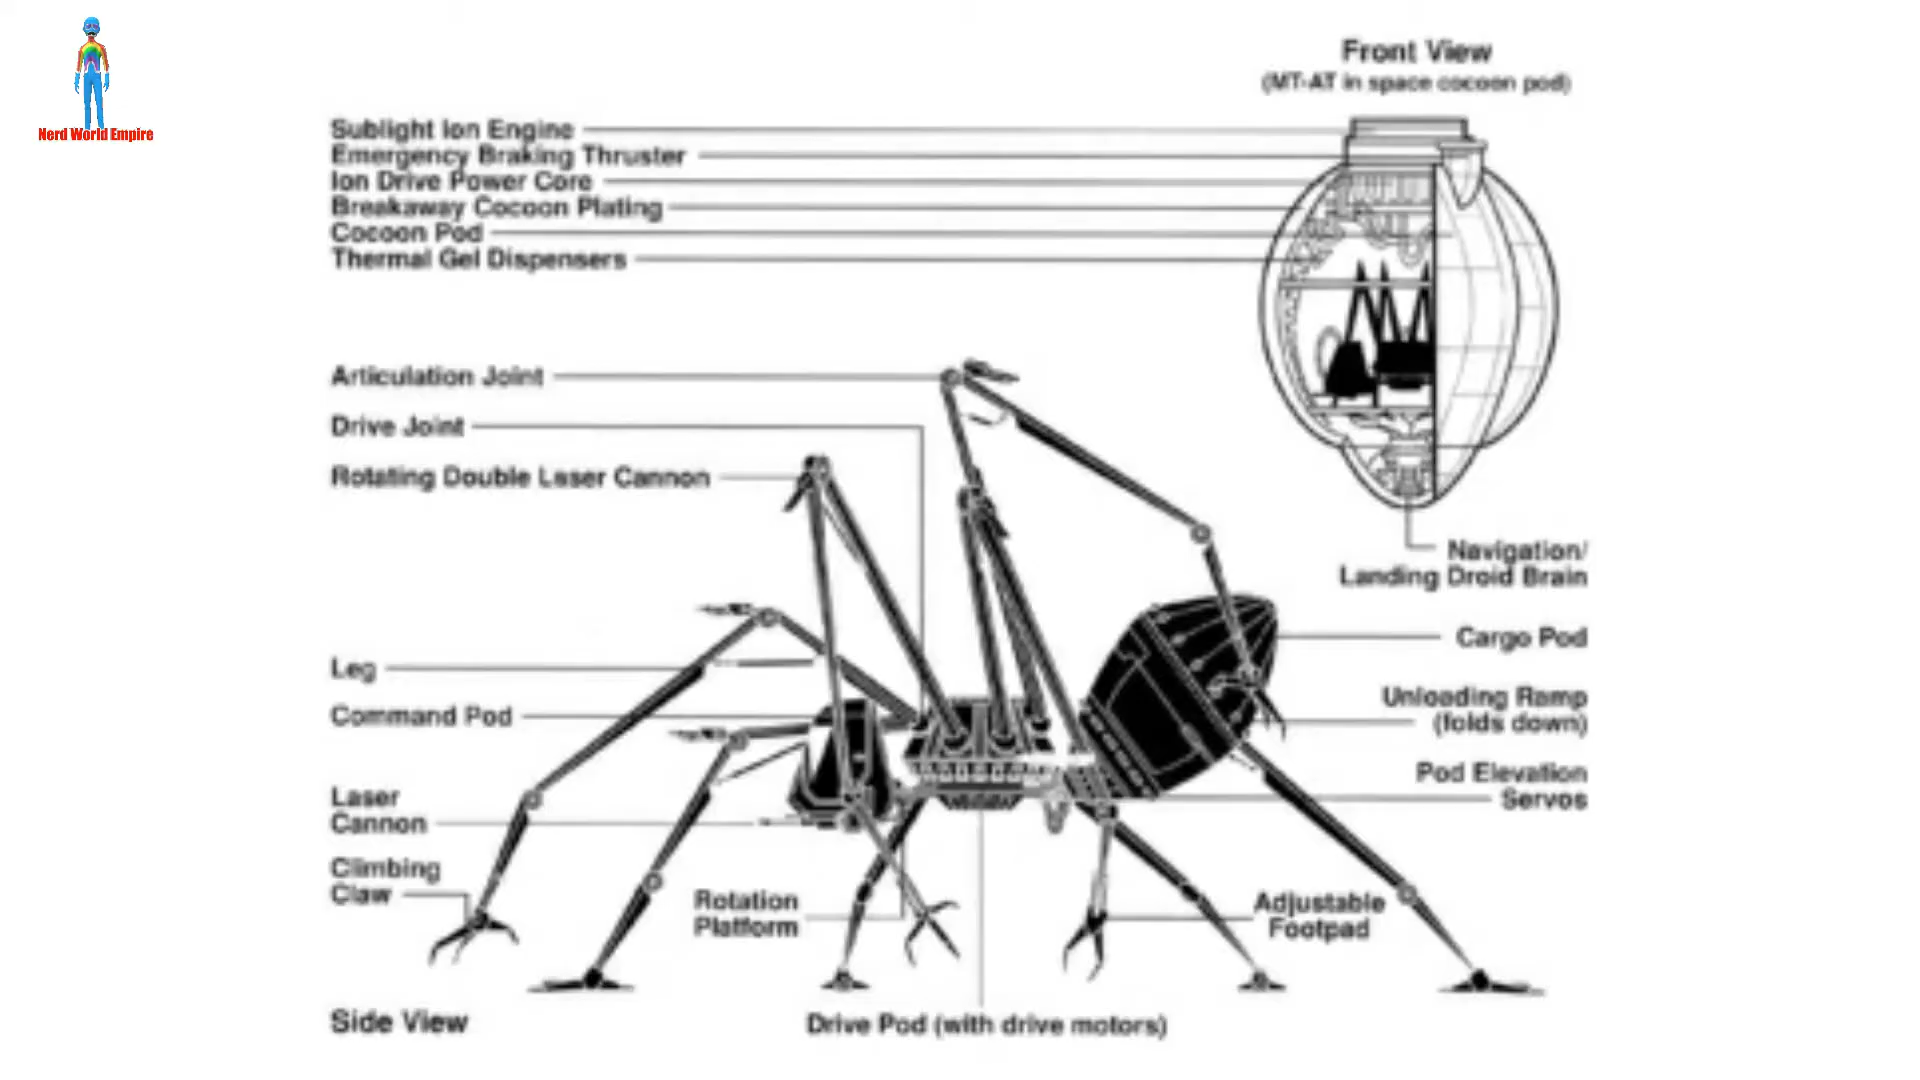 Nerd World Empire
Front View
(MT-AT in space cocoon pod)
Sublight Ion Engine
Emergency Braking Thruster
Ion Drive Power Core
Breakaway Cocoon Plating
Cocoon Pod
Thermal Gel Dispensers
Articulation Joint
Drive Joint
Rotating Double Laser Cannon
Navigation/
Landing Droid Brain
Cargo Pod
Leg
Unloading Ramp
(folds down)
Command Pod
Pod Elevation
Servos
Laser
Cannon
Climbing
Claw
Rotation
Platform
Adjustable
Footpad
Side View
Drive Pod (with drive motors)